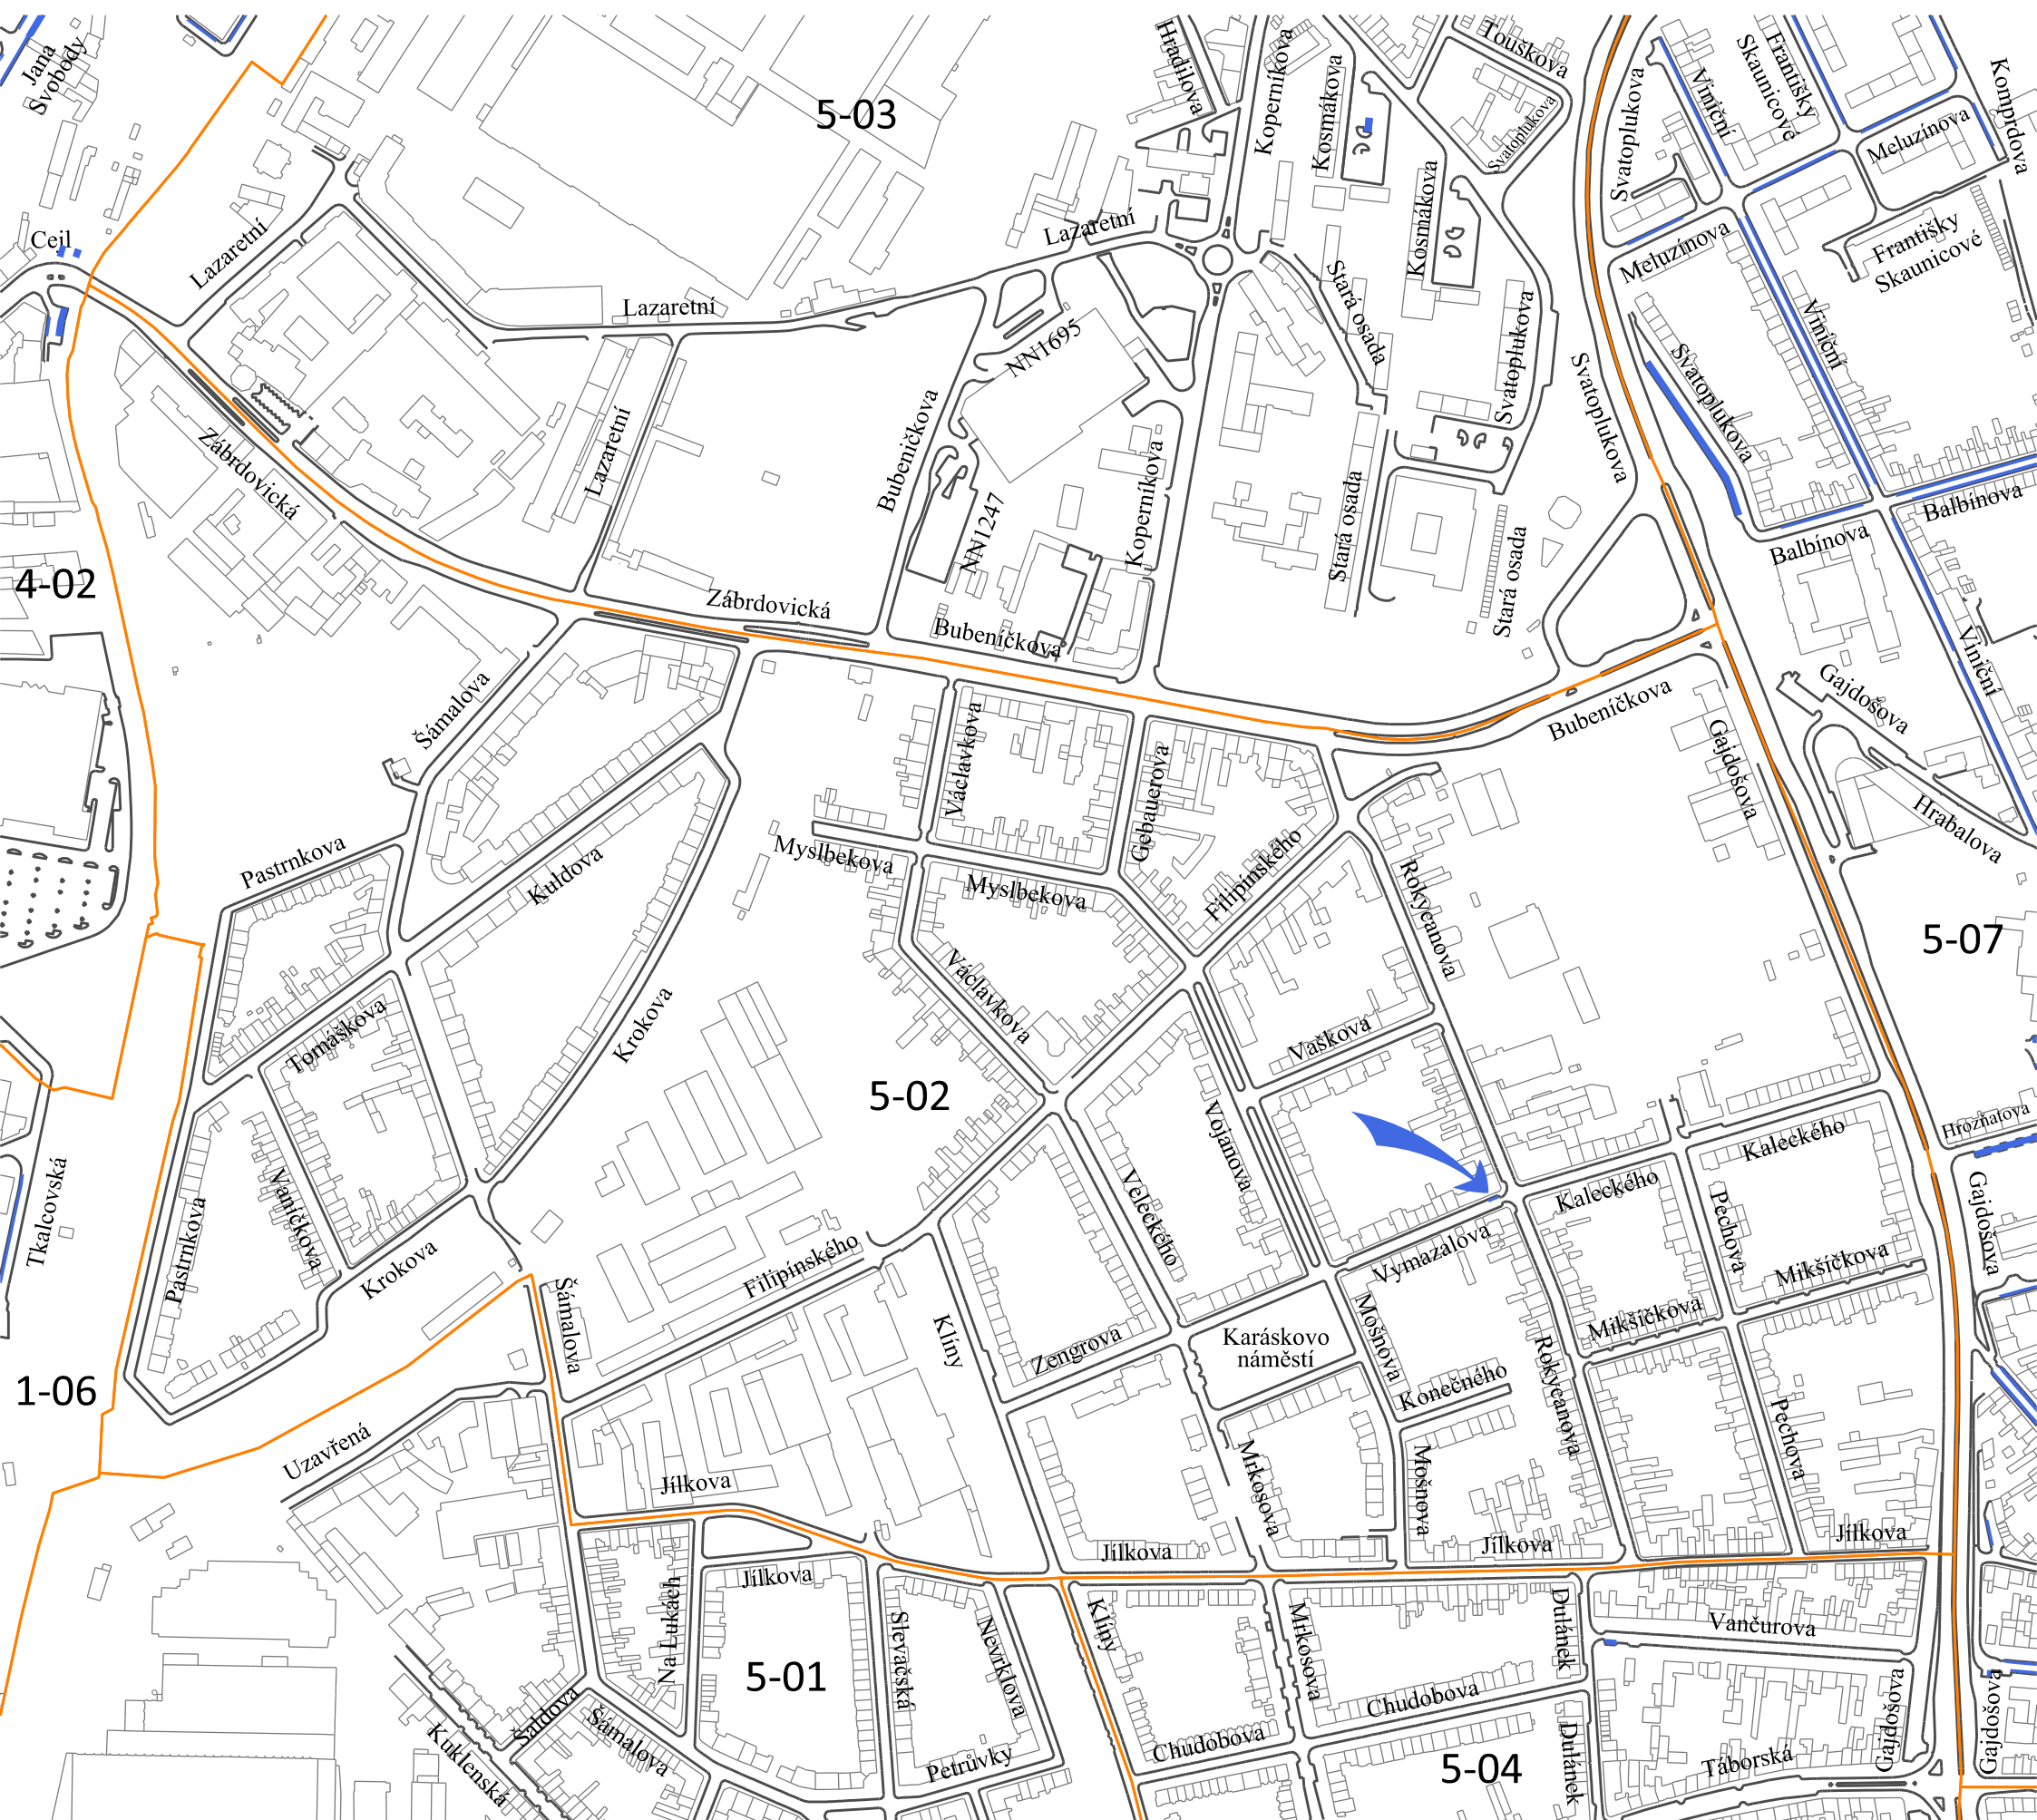 Jana
Svobody
5-03
Hradilova
Koperníkova
Kosmákova
Touškova
Svatoplukova
Svatoplukova
Viniční
Františky
Skaunicové
Meluzínova
Komprdova
Cejl
Lazaretní
Lazaretní
Lazaretní
Kosmákova
Stará osada
Meluzínova
Františky
Skaunicové
NN1695
Svatoplukova
Svatoplukova
Svatoplukova
Viniční
Zábrdovická
Lazaretní
Bubeníčkova
NN1247
Koperníkova
Stará osada
Stará osada
Balbínova
Balbínova
4-02
Zábrdovická
Bubeníčkova
Viniční
Šámalova
Václavkova
Gebauerova
Bubeníčkova
Gajdošova
Gajdošova
Hrabalova
Pastrnkova
Kuldova
Myslbekova
Myslbekova
Filipínského
Rokycanova
5-07
Tomáškova
Krokova
Václavkova
Vaškova
5-02
Vojanova
Hrozňatova
Kaleckého
Tkalcovská
Pastrnkova
Vaníčkova
Krokova
Veleckého
Kaleckého
Pechova
Gajdošova
Filipínského
Vymazalova
Mikšíčkova
Šámalova
Klíny
Zengrova
Karáskovo
náměstí
Mošnova
Mikšíčkova
Rokycanova
1-06
Konečného
Uzavřená
Jílkova
Mrkosova
Mošnova
Pechova
Jílkova
Jílkova
Jílkova
Jílkova
Na Lukách
Slevačská
Nevrklova
Klíny
Mrkosova
Dulánek
Vančurova
5-01
Šaldova
Šámalova
Kuklenská
Petrůvky
Chudobova
Chudobova
5-04
Dulánek
Táborská
Gajdošova
Gajdošova